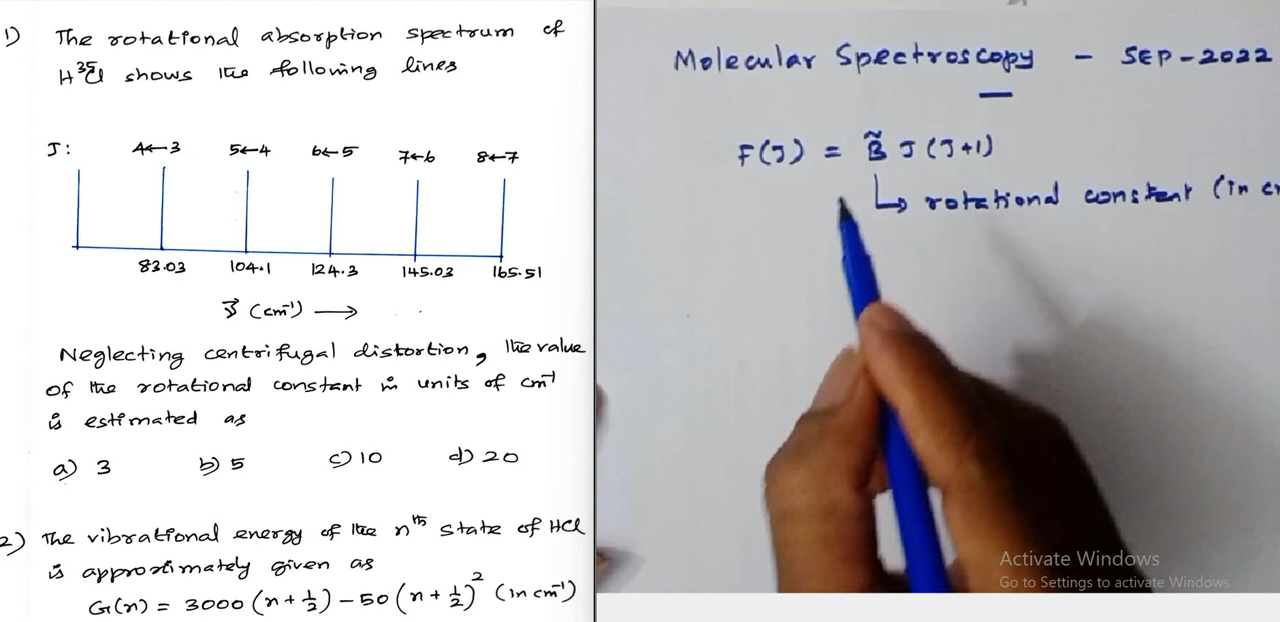 1) The rotational absorption spectrum of
H³⁵Cl shows the following lines
J: 4←3 5←4 6←5 7←6 8←7
83.03 104.1 124.3 145.03 165.51
(cm⁻¹) →
Neglecting centrifugal distortion, the value
of the rotational constant in units of cm⁻¹
is estimated as
a) 3 b) 5 c) 10 d) 20
2) The vibrational energy of the nᵗʰ state of HCl
is approximately given as
G(n) = 3000 (n + 1/2) - 50 (n + 1/2)² (in cm⁻¹)
Molecular Spectroscopy - SEP-2022
F(J) = B̃ J (J+1)
↳ rotational constant (in
Activate Windows
Go to Settings to activate Windows